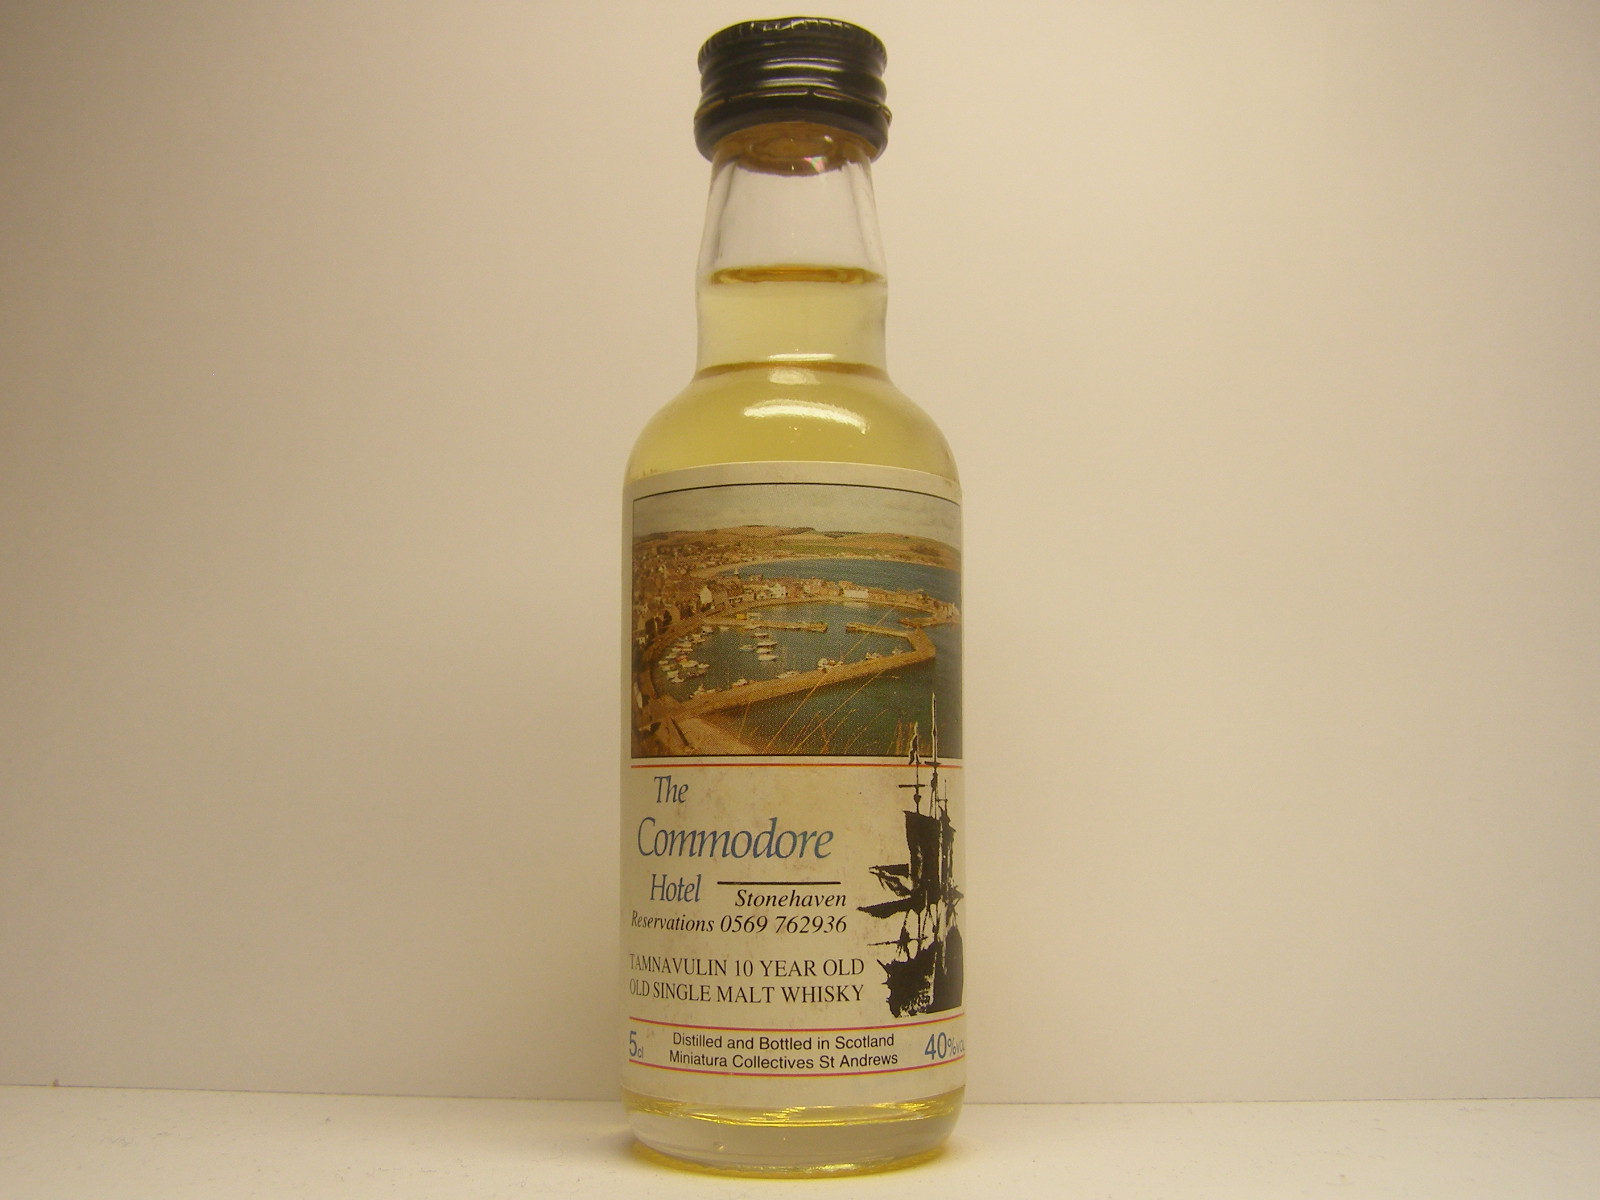 The
Commodore
Hotel
Stonehaven
Reservations 0569 762936
TAMNAVULIN 10 YEAR OLD
OLD SINGLE MALT WHISKY
5cl
Distilled and Bottled in Scotland
Miniatura Collectives St Andrews
40%vol